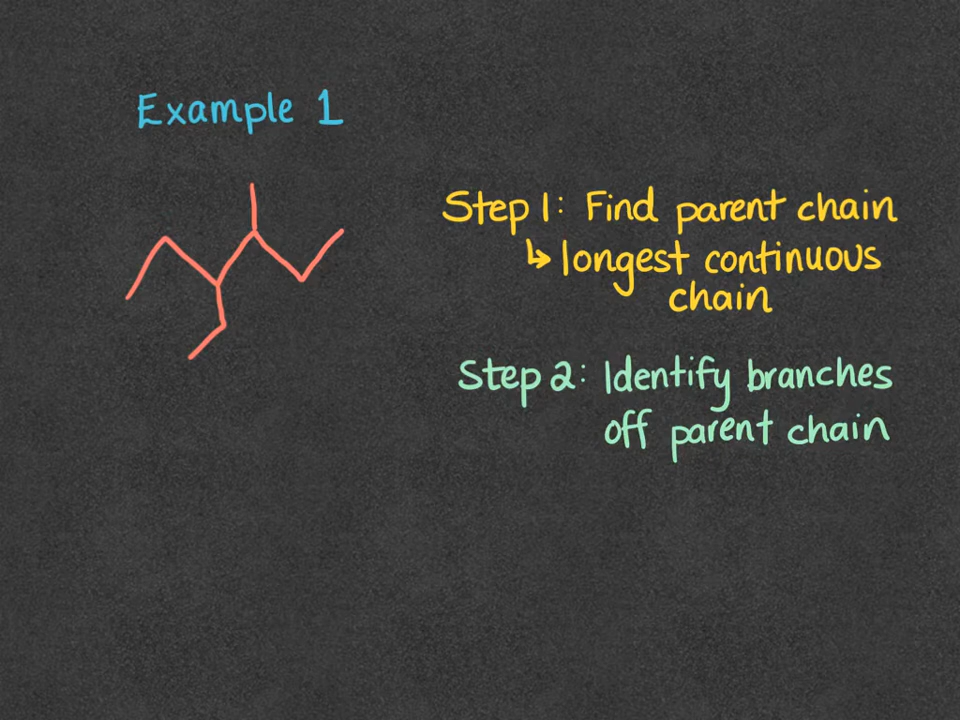 Example 1
Step 1: Find parent chain
↳ longest continuous
chain
Step 2: Identify branches
off parent chain